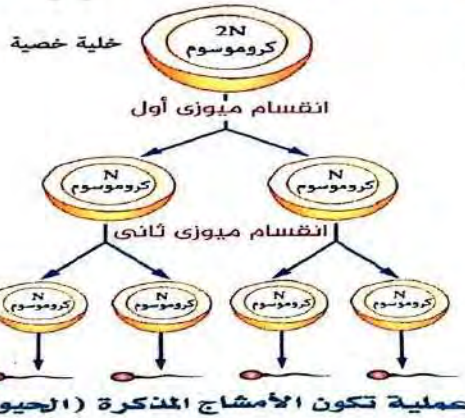 خلية خصية
2N
كروموسوم
انقسام ميوزى أول
N
كروموسوم
N
كروموسوم
انقسام ميوزى ثانى
N
كروموسوم
N
كروموسوم
N
كروموسوم
N
كروموسوم
عملية تكون الأمشاج المذكرة